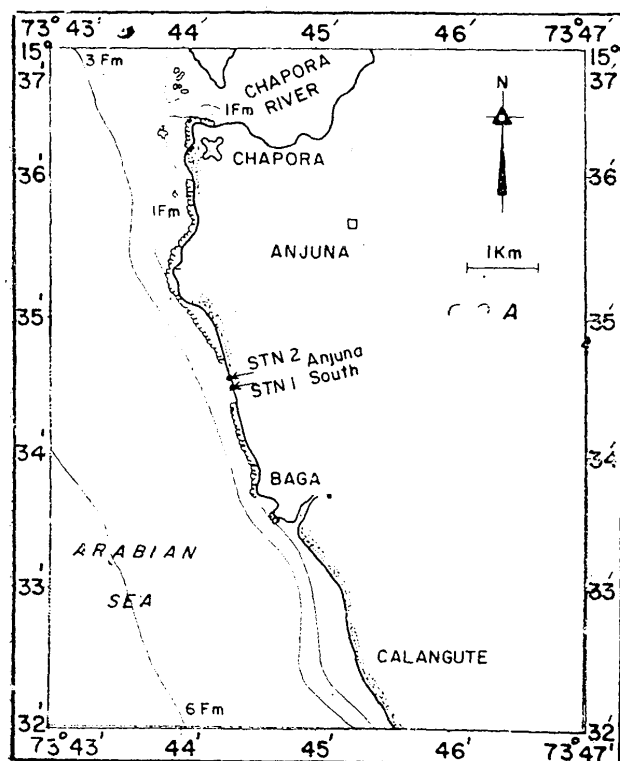 73°43' 44' 45' 46' 73°47'
15°
37'
15°
37'
3 Fm
1Fm
CHAPORA
RIVER
N
CHAPORA
36'
36'
1Fm
ANJUNA
1Km
A
35'
35'
STN 2 Anjuna
STN 1 South
34'
34'
BAGA
ARABIAN
SEA
33'
33'
CALANGUTE
6 Fm
32'
32'
73°43' 44' 45' 46' 73°47'